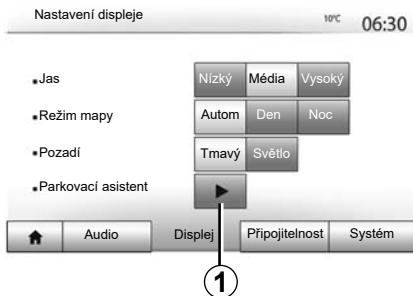 Nastavení displeje 10°C 06:30
Jas Nízký Média Vysoký
Režim mapy Autom Den Noc
Pozadí Tmavý Světlo
Parkovací asistent
Audio Displej Připojitelnost Systém
1